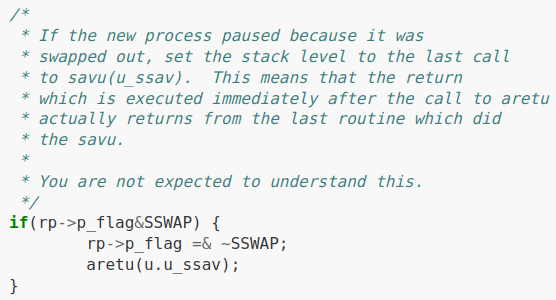 /*
 * If the new process paused because it was
 * swapped out, set the stack level to the last call
 * to savu(u_ssav).  This means that the return
 * which is executed immediately after the call to aretu
 * actually returns from the last routine which did
 * the savu.
 *
 * You are not expected to understand this.
 */
if(rp->p_flag&SSWAP) {
        rp->p_flag =& ~SSWAP;
        aretu(u.u_ssav);
}